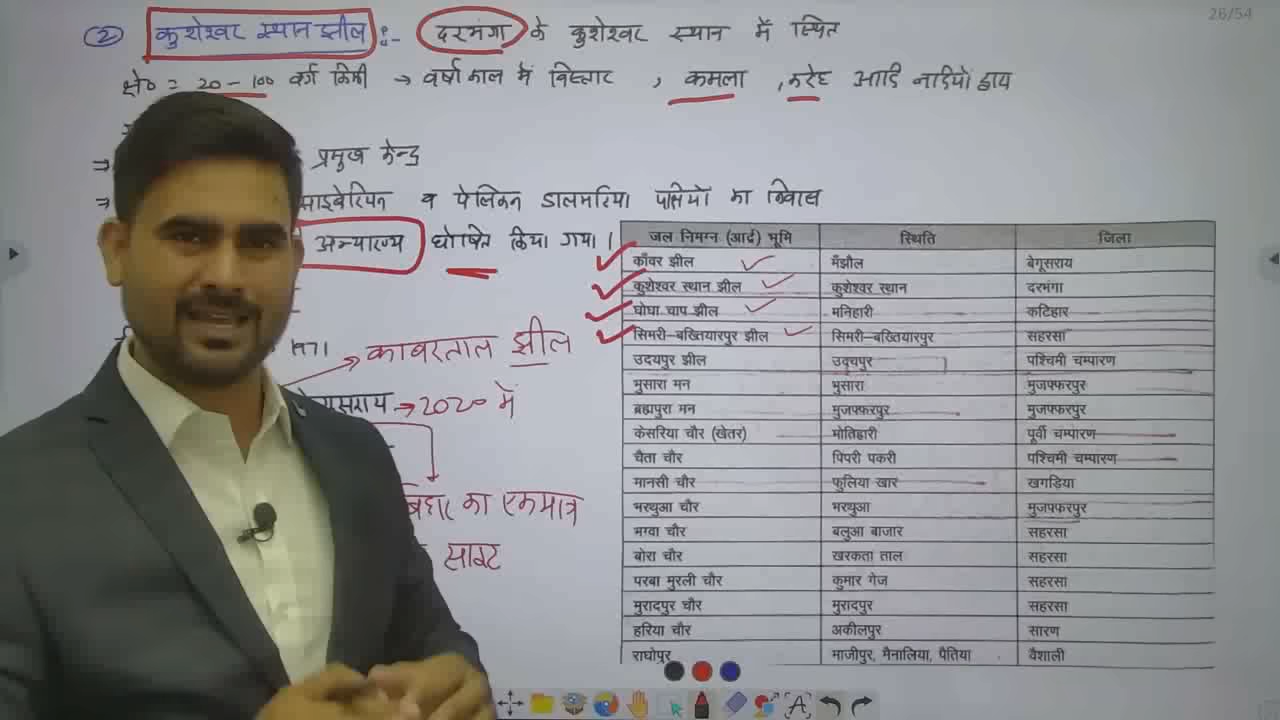 26/54
② कुशेश्वर स्थान झील :- दरभंगा के कुशेश्वर स्थान में स्थित
क्षे० = 20-100 वर्ग किमी → वर्षाकाल में विस्तार , कमला , करेह आदि नदियों द्वारा
⇒ प्रमुख केन्द्र
साइबेरियन व पेलिकन डालमटिया पक्षियों का निवास
अभ्यारण्य घोषित किया गया।
→ कावरताल झील
→ 2020 में
बिहार का एकमात्र
साइट
जल निमग्न (आर्द्र) भूमि स्थिति जिला
काँवर झील मँझौल बेगूसराय
कुशेश्वर स्थान झील कुशेश्वर स्थान दरभंगा
घोघा चाप झील मनिहारी कटिहार
सिमरी-बख्तियारपुर झील सिमरी-बख्तियारपुर सहरसा
उदयपुर झील उदयपुर पश्चिमी चम्पारण
मुसारा मन मुसारा मुजफ्फरपुर
ब्रह्मपुरा मन मुजफ्फरपुर मुजफ्फरपुर
केसरिया चौर (खेतर) मोतिहारी पूर्वी चम्पारण
चैता चौर पिपरी पकरी पश्चिमी चम्पारण
मानसी चौर फुलिया खार खगड़िया
भरथुआ चौर भरथुआ मुजफ्फरपुर
भग्वा चौर बलुआ बाजार सहरसा
बोरा चौर खरकता ताल सहरसा
परबा मुरली चौर कुमार गेज सहरसा
मुरादपुर चौर मुरादपुर सहरसा
हरिया चौर अकीलपुर सारण
राघोपुर माजीपुर, मैनालिया, पैतिया वैशाली